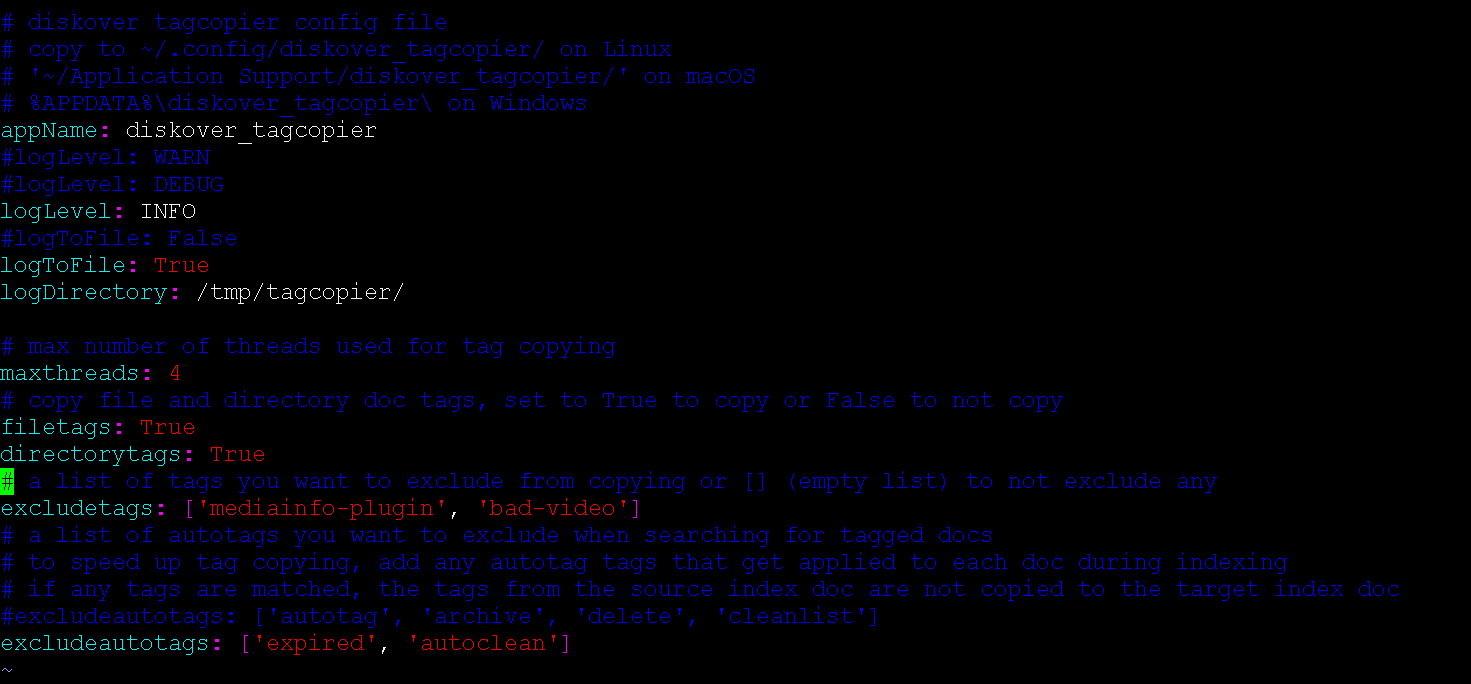 # diskover tagcopier config file
# copy to ~/.config/diskover_tagcopier/ on Linux
# '~/Application Support/diskover_tagcopier/' on macOS
# %APPDATA%\diskover_tagcopier\ on Windows
appName: diskover_tagcopier
#logLevel: WARN
#logLevel: DEBUG
logLevel: INFO
#logToFile: False
logToFile: True
logDirectory: /tmp/tagcopier/
# max number of threads used for tag copying
maxthreads: 4
# copy file and directory doc tags, set to True to copy or False to not copy
filetags: True
directorytags: True
# a list of tags you want to exclude from copying or [] (empty list) to not exclude any
excludetags: ['mediainfo-plugin', 'bad-video']
# a list of autotags you want to exclude when searching for tagged docs
# to speed up tag copying, add any autotag tags that get applied to each doc during indexing
# if any tags are matched, the tags from the source index doc are not copied to the target index doc
#excludeautotags: ['autotag', 'archive', 'delete', 'cleanlist']
excludeautotags: ['expired', 'autoclean']
~